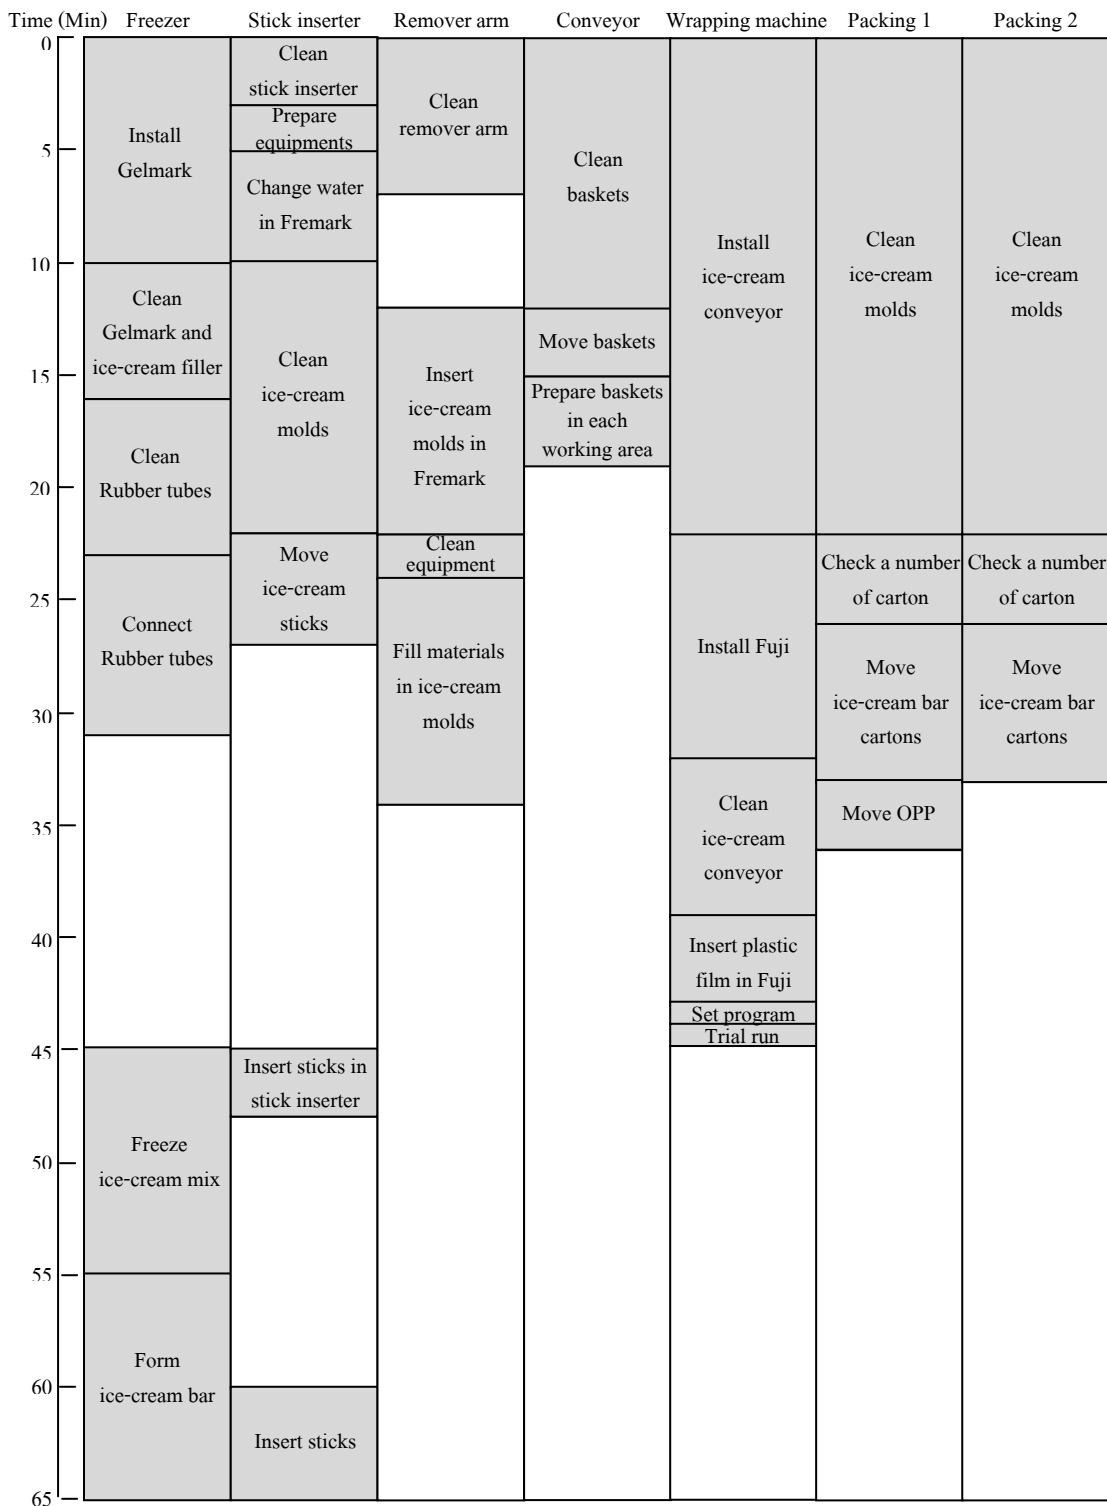 Time (Min)
Freezer
Stick inserter
Remover arm
Conveyor
Wrapping machine
Packing 1
Packing 2
0
5
10
15
20
25
30
35
40
45
50
55
60
65
Install
Gelmark
Clean
Gelmark and
ice-cream filler
Clean
Rubber tubes
Connect
Rubber tubes
Freeze
ice-cream mix
Form
ice-cream bar
Clean
stick inserter
Prepare
equipments
Change water
in Fremark
Clean
ice-cream
molds
Move
ice-cream
sticks
Insert sticks in
stick inserter
Insert sticks
Clean
remover arm
Insert
ice-cream
molds in
Fremark
Clean
equipment
Fill materials
in ice-cream
molds
Clean
baskets
Move baskets
Prepare baskets
in each
working area
Install
ice-cream
conveyor
Install Fuji
Clean
ice-cream
conveyor
Insert plastic
film in Fuji
Set program
Trial run
Clean
ice-cream
molds
Check a number
of carton
Move
ice-cream bar
cartons
Move OPP
Clean
ice-cream
molds
Check a number
of carton
Move
ice-cream bar
cartons